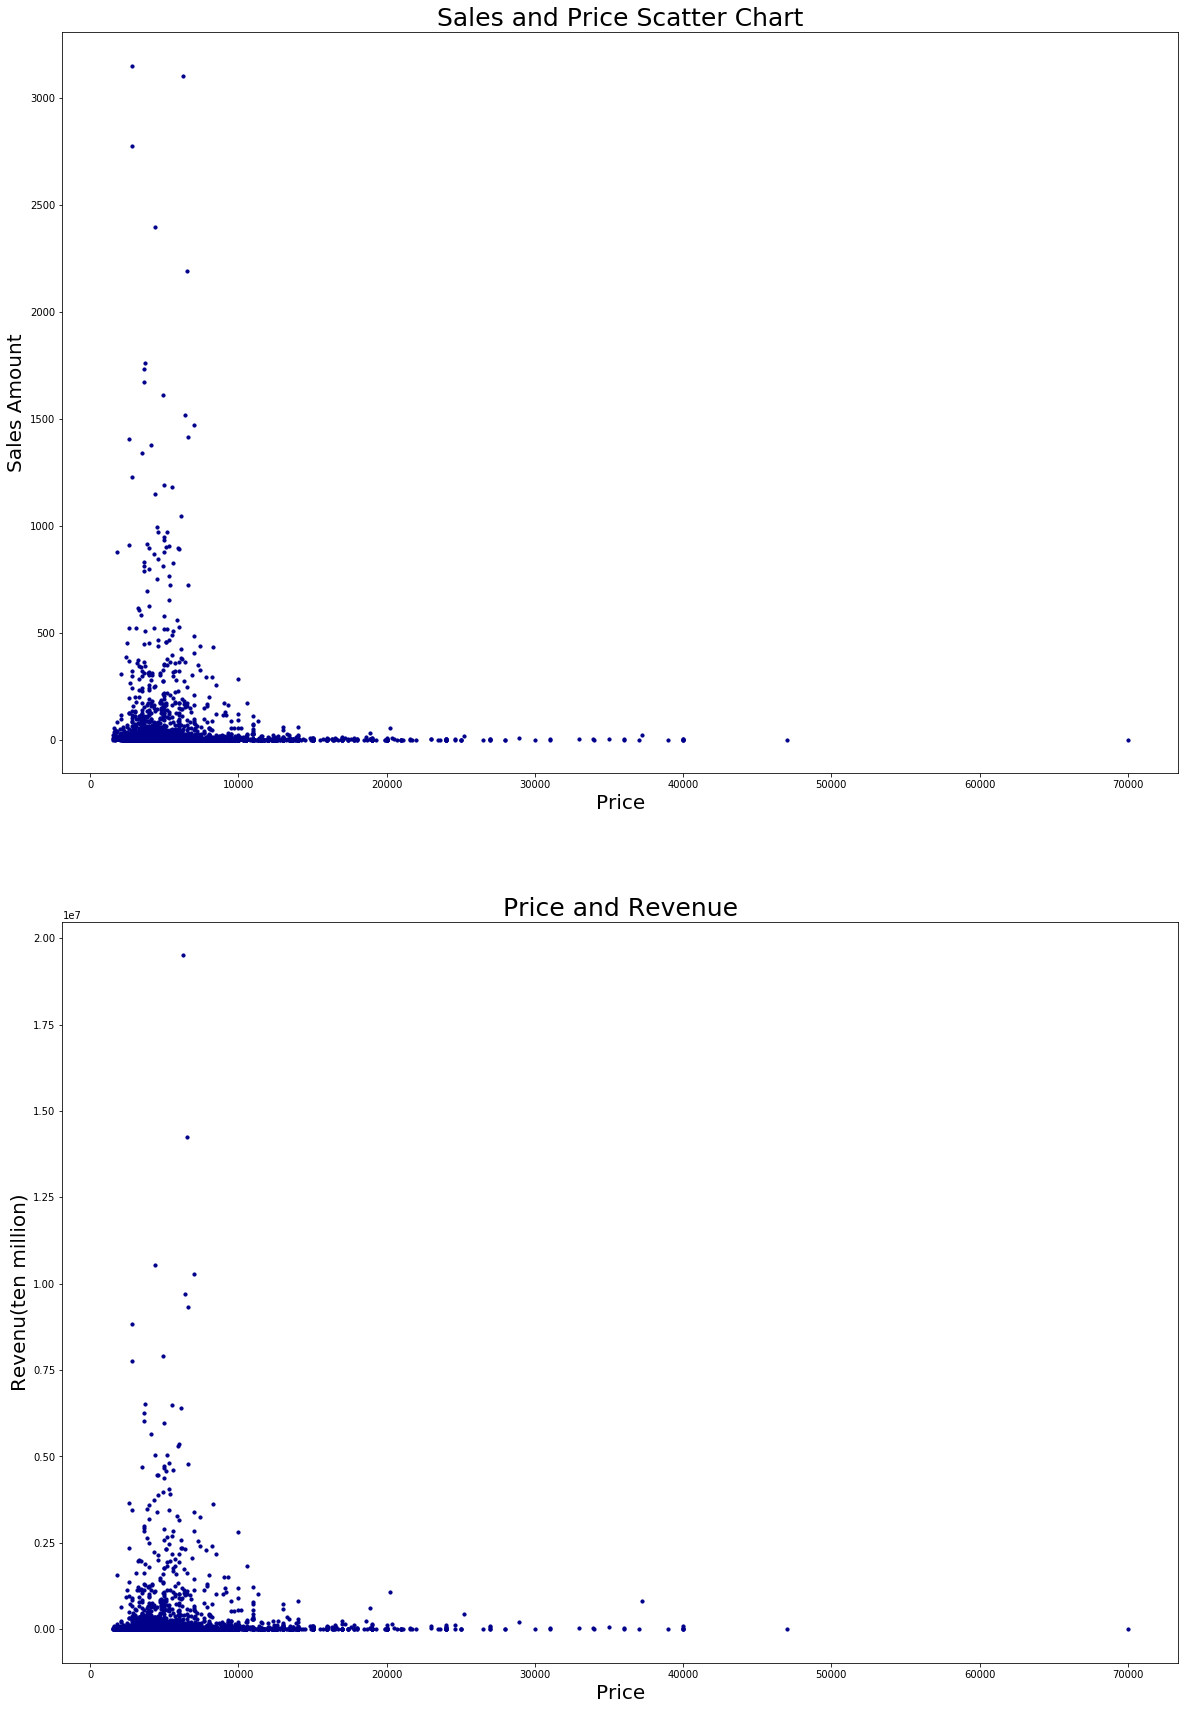 Sales and Price Scatter Chart
3000
2500
2000
1500
1000
500
0
Sales Amount
0 10000 20000 30000 40000 50000 60000 70000
Price
Price and Revenue
1e7
2.00
1.75
1.50
1.25
1.00
0.75
0.50
0.25
0.00
Revenu(ten million)
0 10000 20000 30000 40000 50000 60000 70000
Price